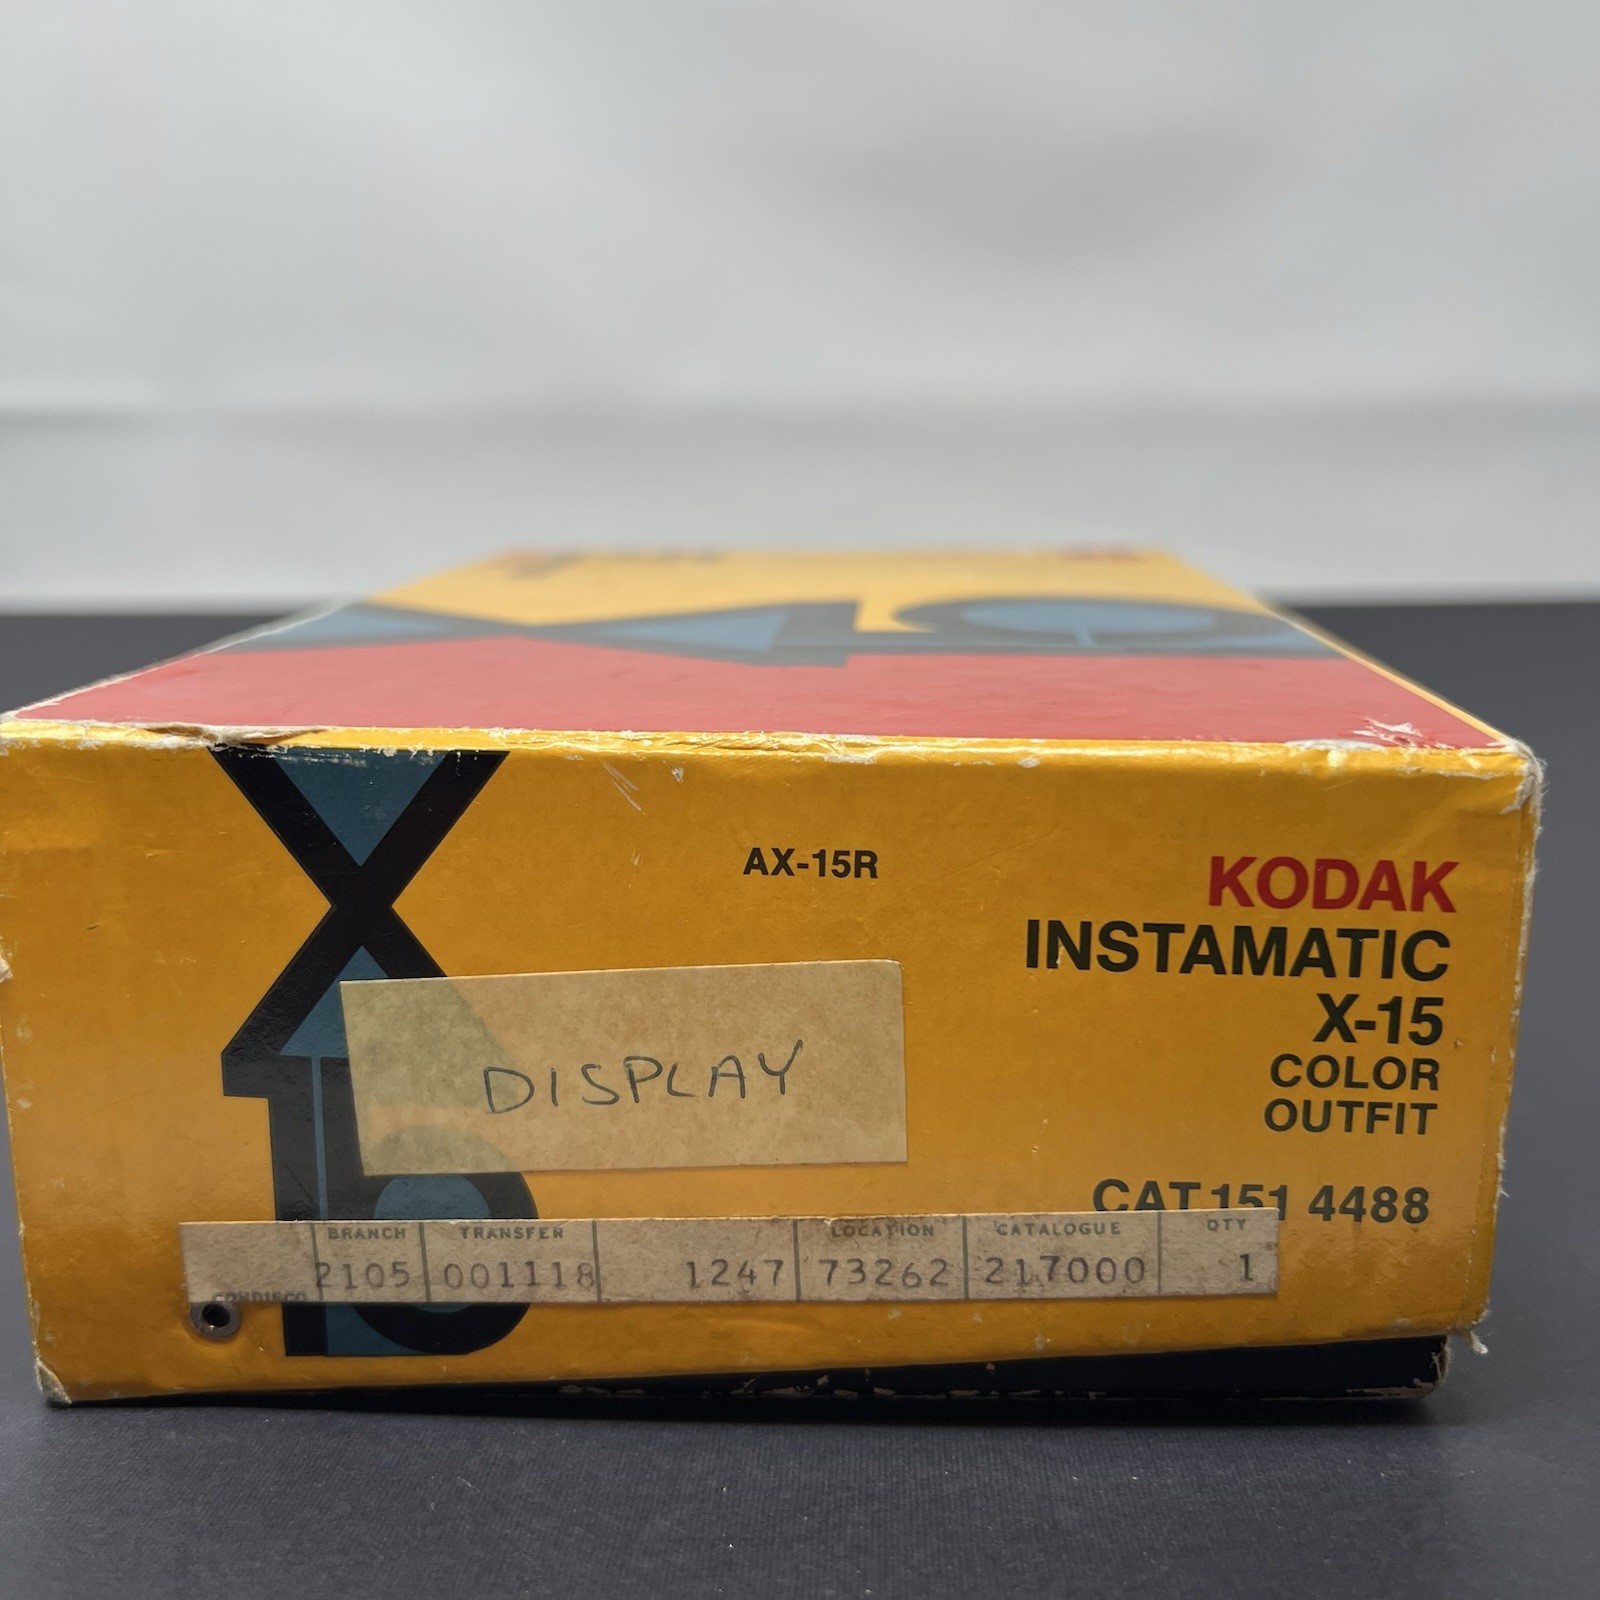 X
15
AX-15R
KODAK
INSTAMATIC
X-15
COLOR
OUTFIT
CAT 151 4488
DISPLAY
BRANCH TRANSFER LOCATION CATALOGUE QTY
2105 001118 1247 73262 217000 1